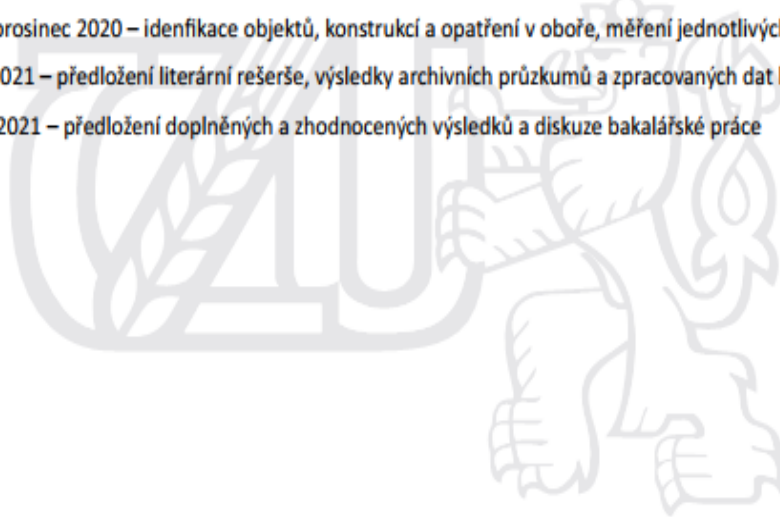 prosinec 2020 – idenfikace objektů, konstrukcí a opatření v oboře, měření jednotlivýc
021 – předložení literární rešerše, výsledky archivních průzkumů a zpracovaných dat
2021 – předložení doplněných a zhodnocených výsledků a diskuze bakalářské práce
ČZU